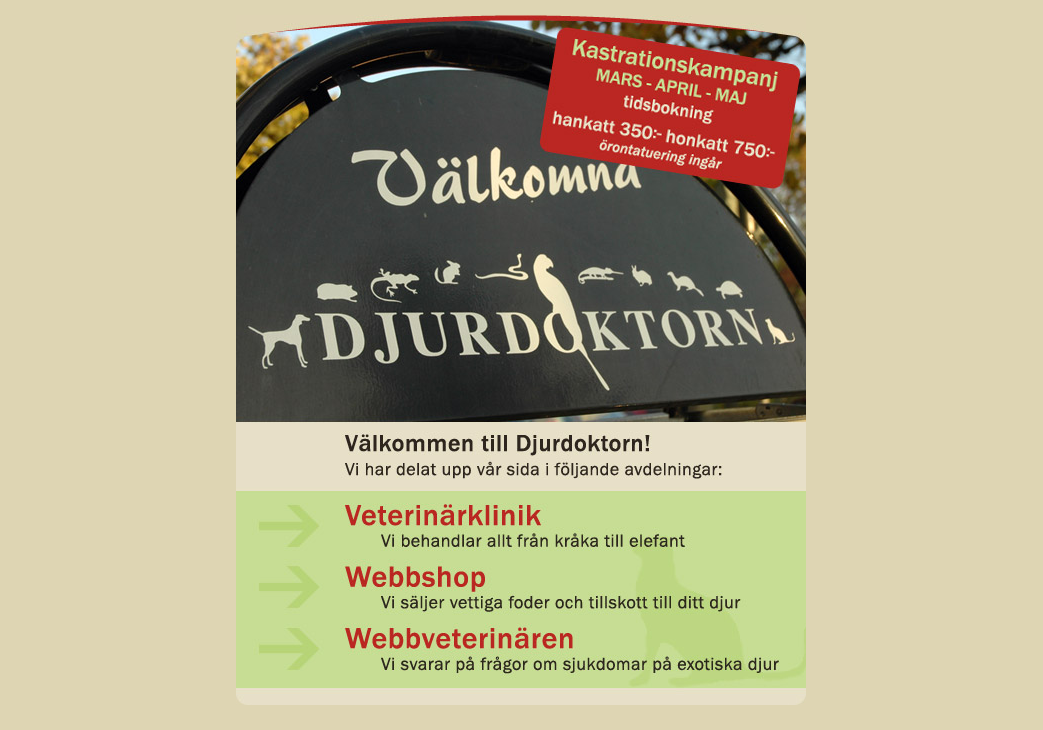 Kastrationskampanj
MARS - APRIL - MAJ
tidsbokning
hankatt 350:- honkatt 750:-
örontatuering ingår
Välkomna
DJURDOKTORN
Välkommen till Djurdoktorn!
Vi har delat upp vår sida i följande avdelningar:
Veterinärklinik
Vi behandlar allt från kråka till elefant
Webbshop
Vi säljer vettiga foder och tillskott till ditt djur
Webbveterinären
Vi svarar på frågor om sjukdomar på exotiska djur